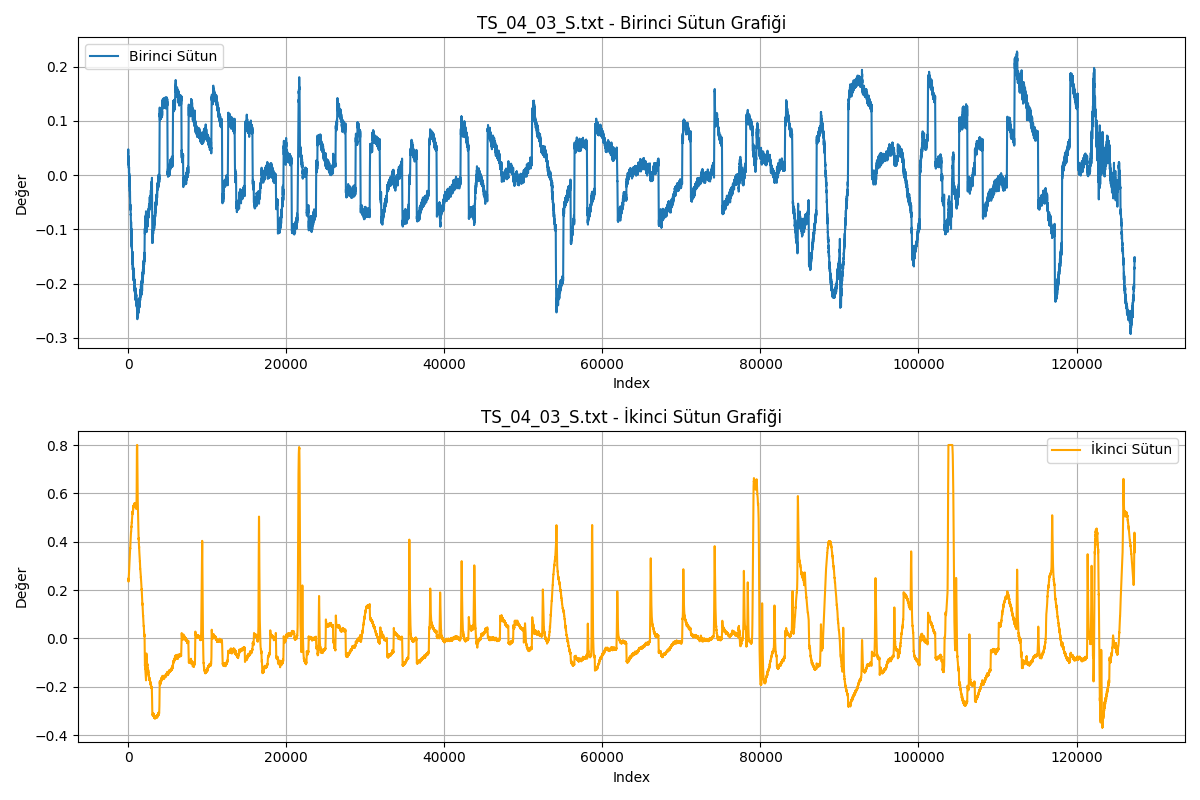 TS_04_03_S.txt - Birinci Sütun Grafiği
Birinci Sütun
Değer
0.2
0.1
0.0
−0.1
−0.2
−0.3
0 20000 40000 60000 80000 100000 120000
Index
TS_04_03_S.txt - İkinci Sütun Grafiği
İkinci Sütun
Değer
0.8
0.6
0.4
0.2
0.0
−0.2
−0.4
0 20000 40000 60000 80000 100000 120000
Index